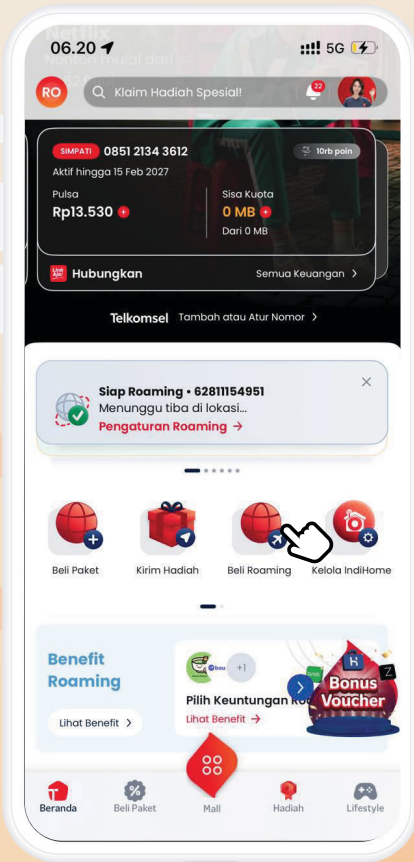 06.20
5G
Netflix
Nonton mulai dari
RO
Klaim Hadiah Spesial!
22
SIMPATI 0851 2134 3612
10rb poin
Aktif hingga 15 Feb 2027
Pulsa
Sisa Kuota
Rp13.530
0 MB
Dari 0 MB
Link Aja!
Hubungkan
Semua Keuangan >
Telkomsel Tambah atau Atur Nomor >
Siap Roaming • 62811154951
Menunggu tiba di lokasi...
Pengaturan Roaming →
Beli Paket
Kirim Hadiah
Beli Roaming
Kelola IndiHome
Benefit
Roaming
Lihat Benefit >
+1
Pilih Keuntungan
Lihat Benefit →
Bonus
Voucher
Beranda
Beli Paket
Mall
Hadiah
Lifestyle